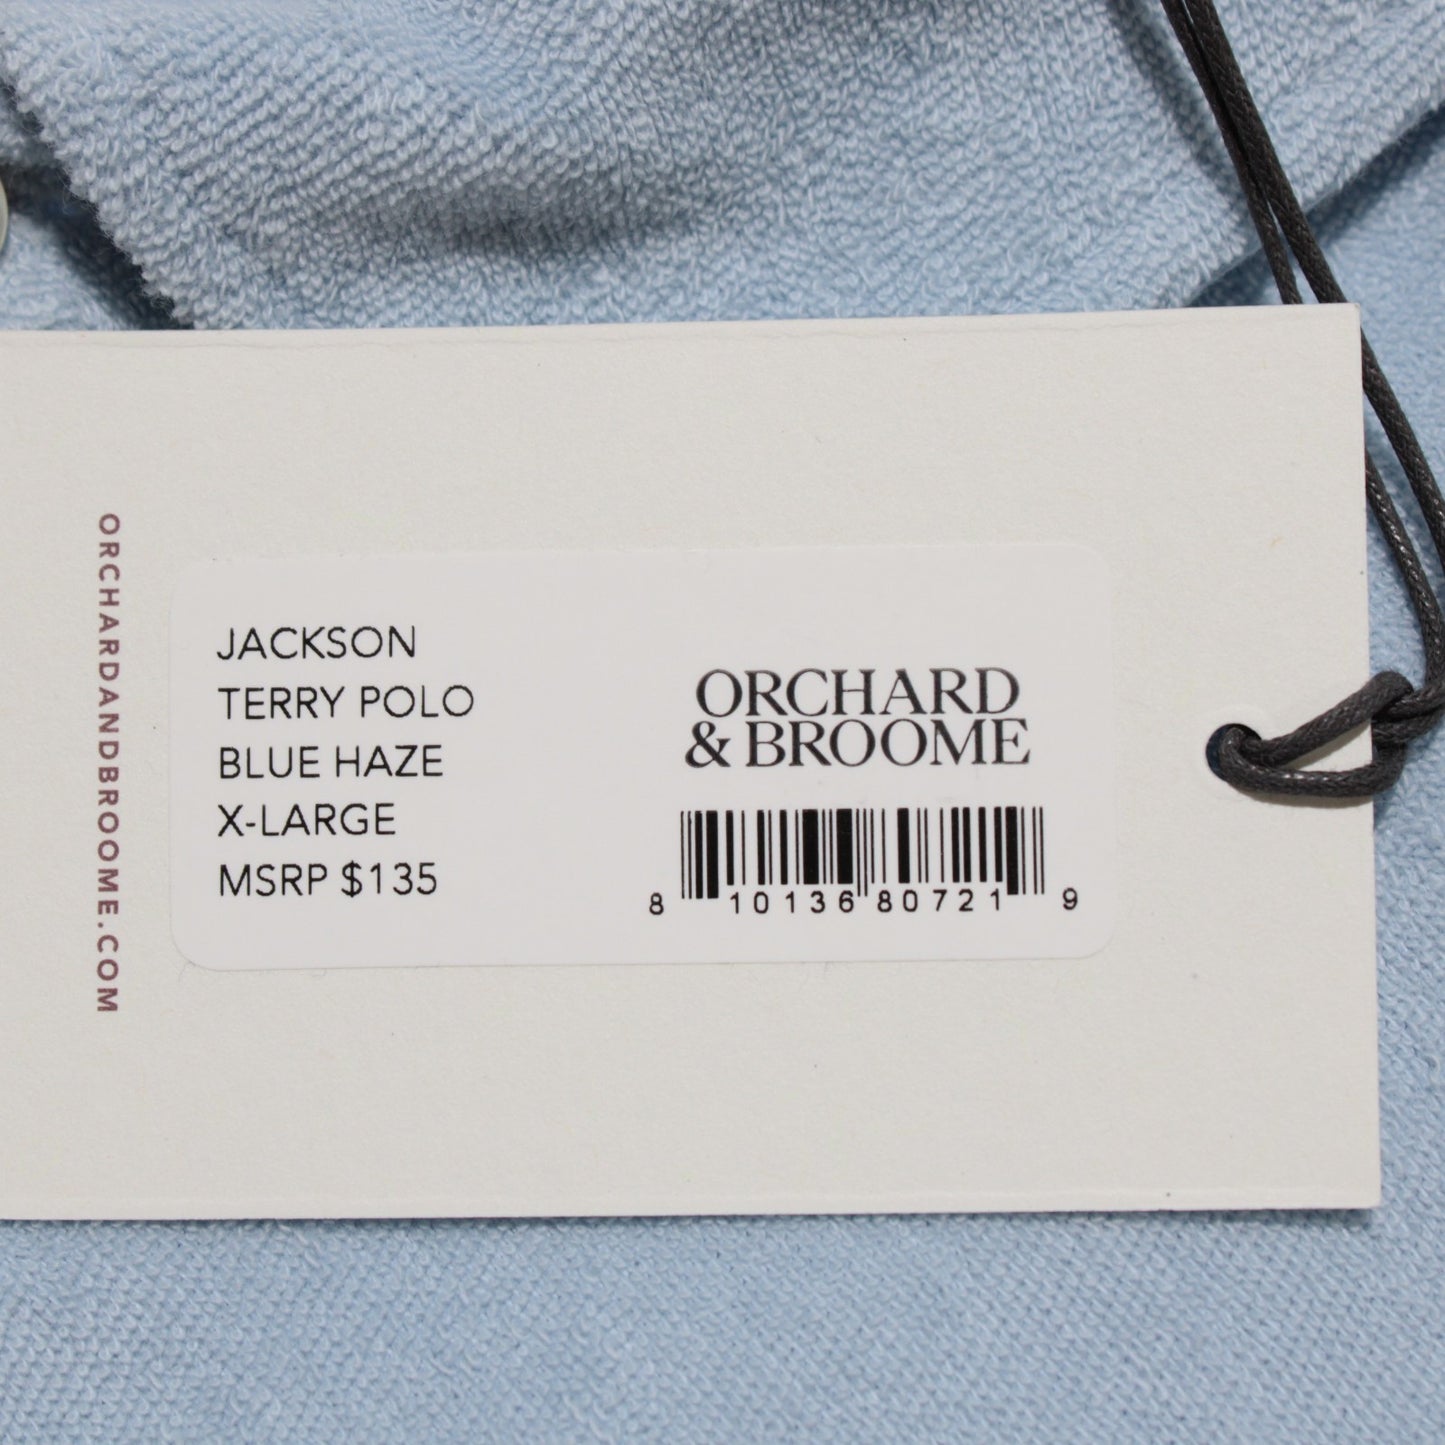 ORCHARDANDBROOME.COM
JACKSON
TERRY POLO
BLUE HAZE
X-LARGE
MSRP $135
ORCHARD
& BROOME
8 10136 80721 9